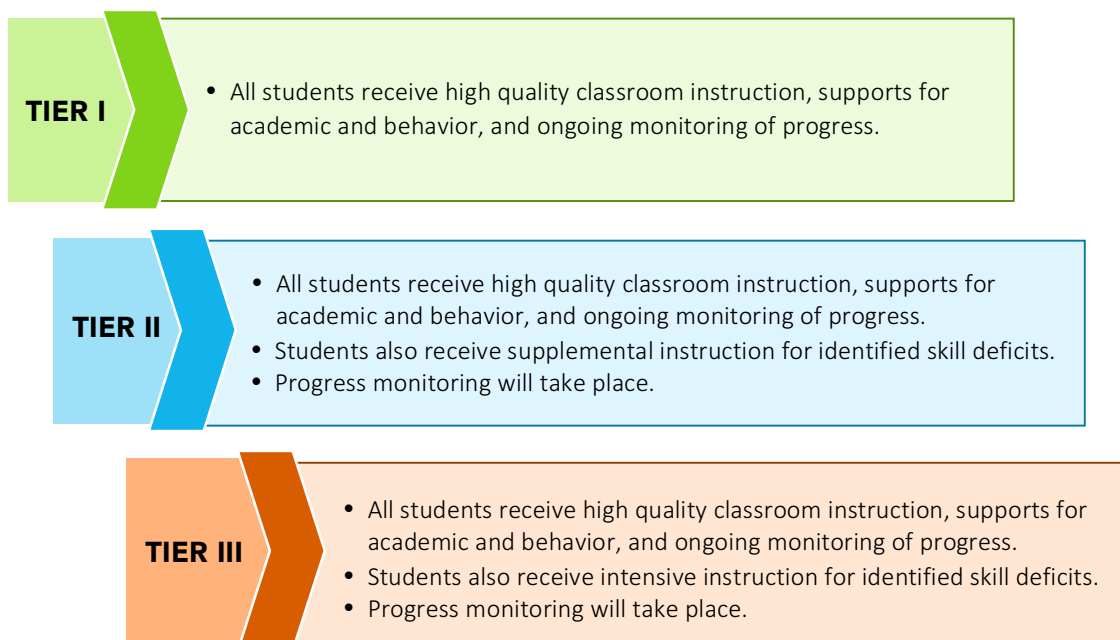 TIER I
• All students receive high quality classroom instruction, supports for
academic and behavior, and ongoing monitoring of progress.
TIER II
• All students receive high quality classroom instruction, supports for
academic and behavior, and ongoing monitoring of progress.
• Students also receive supplemental instruction for identified skill deficits.
• Progress monitoring will take place.
TIER III
• All students receive high quality classroom instruction, supports for
academic and behavior, and ongoing monitoring of progress.
• Students also receive intensive instruction for identified skill deficits.
• Progress monitoring will take place.